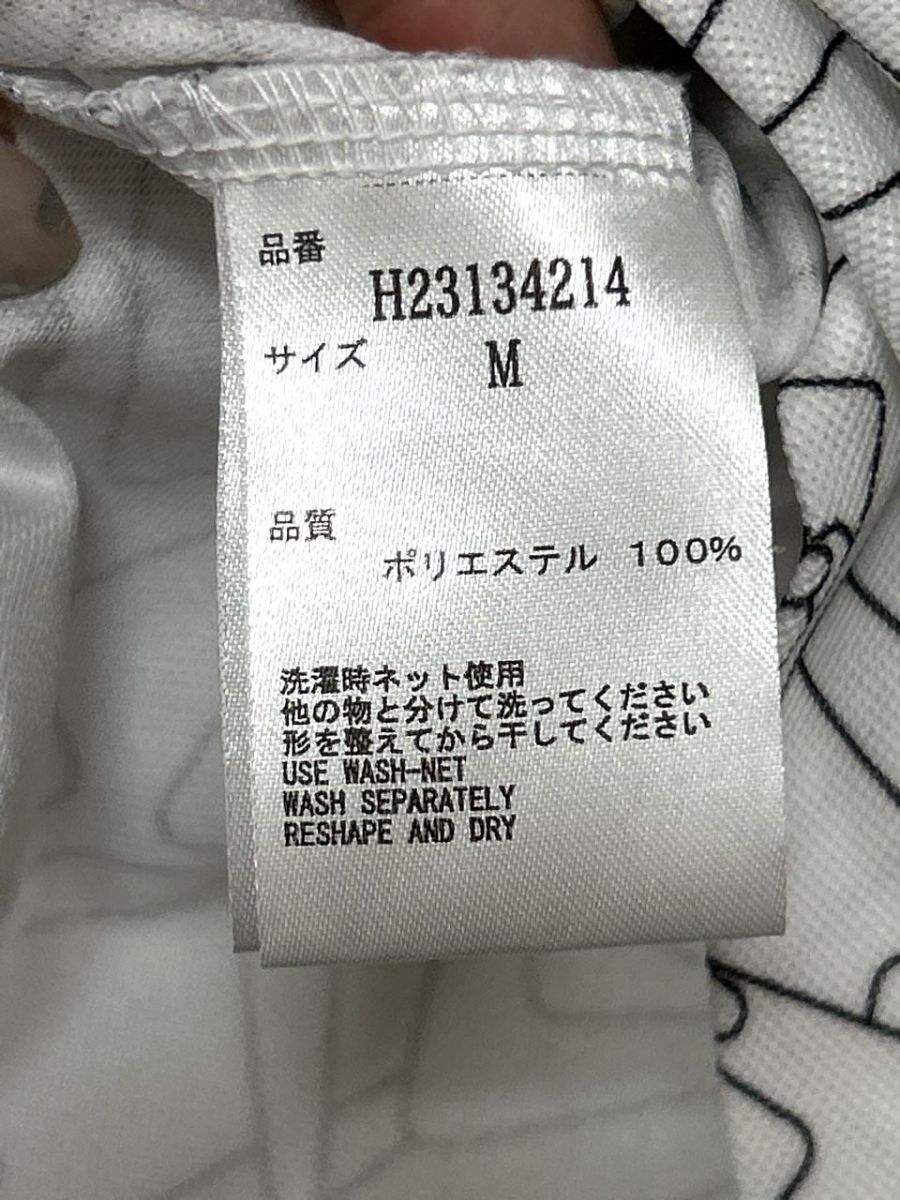 品番
H23134214
サイズ M
品質
ポリエステル 100%
洗濯時ネット使用
他の物と分けて洗ってください
形を整えてから干してください
USE WASH-NET
WASH SEPARATELY
RESHAPE AND DRY